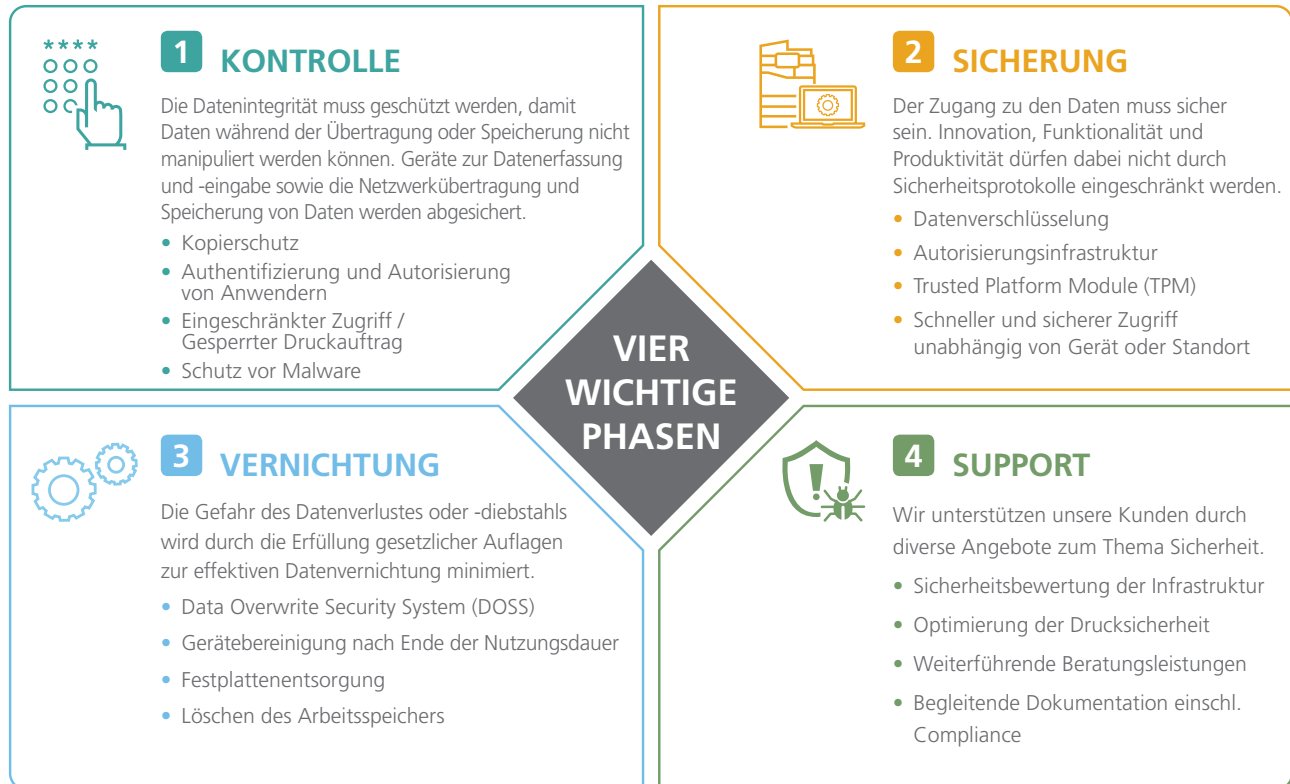 ****
1 KONTROLLE
Die Datenintegrität muss geschützt werden, damit
Daten während der Übertragung oder Speicherung nicht
manipuliert werden können. Geräte zur Datenerfassung
und -eingabe sowie die Netzwerkübertragung und
Speicherung von Daten werden abgesichert.
• Kopierschutz
• Authentifizierung und Autorisierung
von Anwendern
• Eingeschränkter Zugriff /
Gesperrter Druckauftrag
• Schutz vor Malware
2 SICHERUNG
Der Zugang zu den Daten muss sicher
sein. Innovation, Funktionalität und
Produktivität dürfen dabei nicht durch
Sicherheitsprotokolle eingeschränkt werden.
• Datenverschlüsselung
• Autorisierungsinfrastruktur
• Trusted Platform Module (TPM)
• Schneller und sicherer Zugriff
unabhängig von Gerät oder Standort
VIER
WICHTIGE
PHASEN
3 VERNICHTUNG
Die Gefahr des Datenverlustes oder -diebstahls
wird durch die Erfüllung gesetzlicher Auflagen
zur effektiven Datenvernichtung minimiert.
• Data Overwrite Security System (DOSS)
• Gerätebereinigung nach Ende der Nutzungsdauer
• Festplattenentsorgung
• Löschen des Arbeitsspeichers
4 SUPPORT
Wir unterstützen unsere Kunden durch
diverse Angebote zum Thema Sicherheit.
• Sicherheitsbewertung der Infrastruktur
• Optimierung der Drucksicherheit
• Weiterführende Beratungsleistungen
• Begleitende Dokumentation einschl.
Compliance